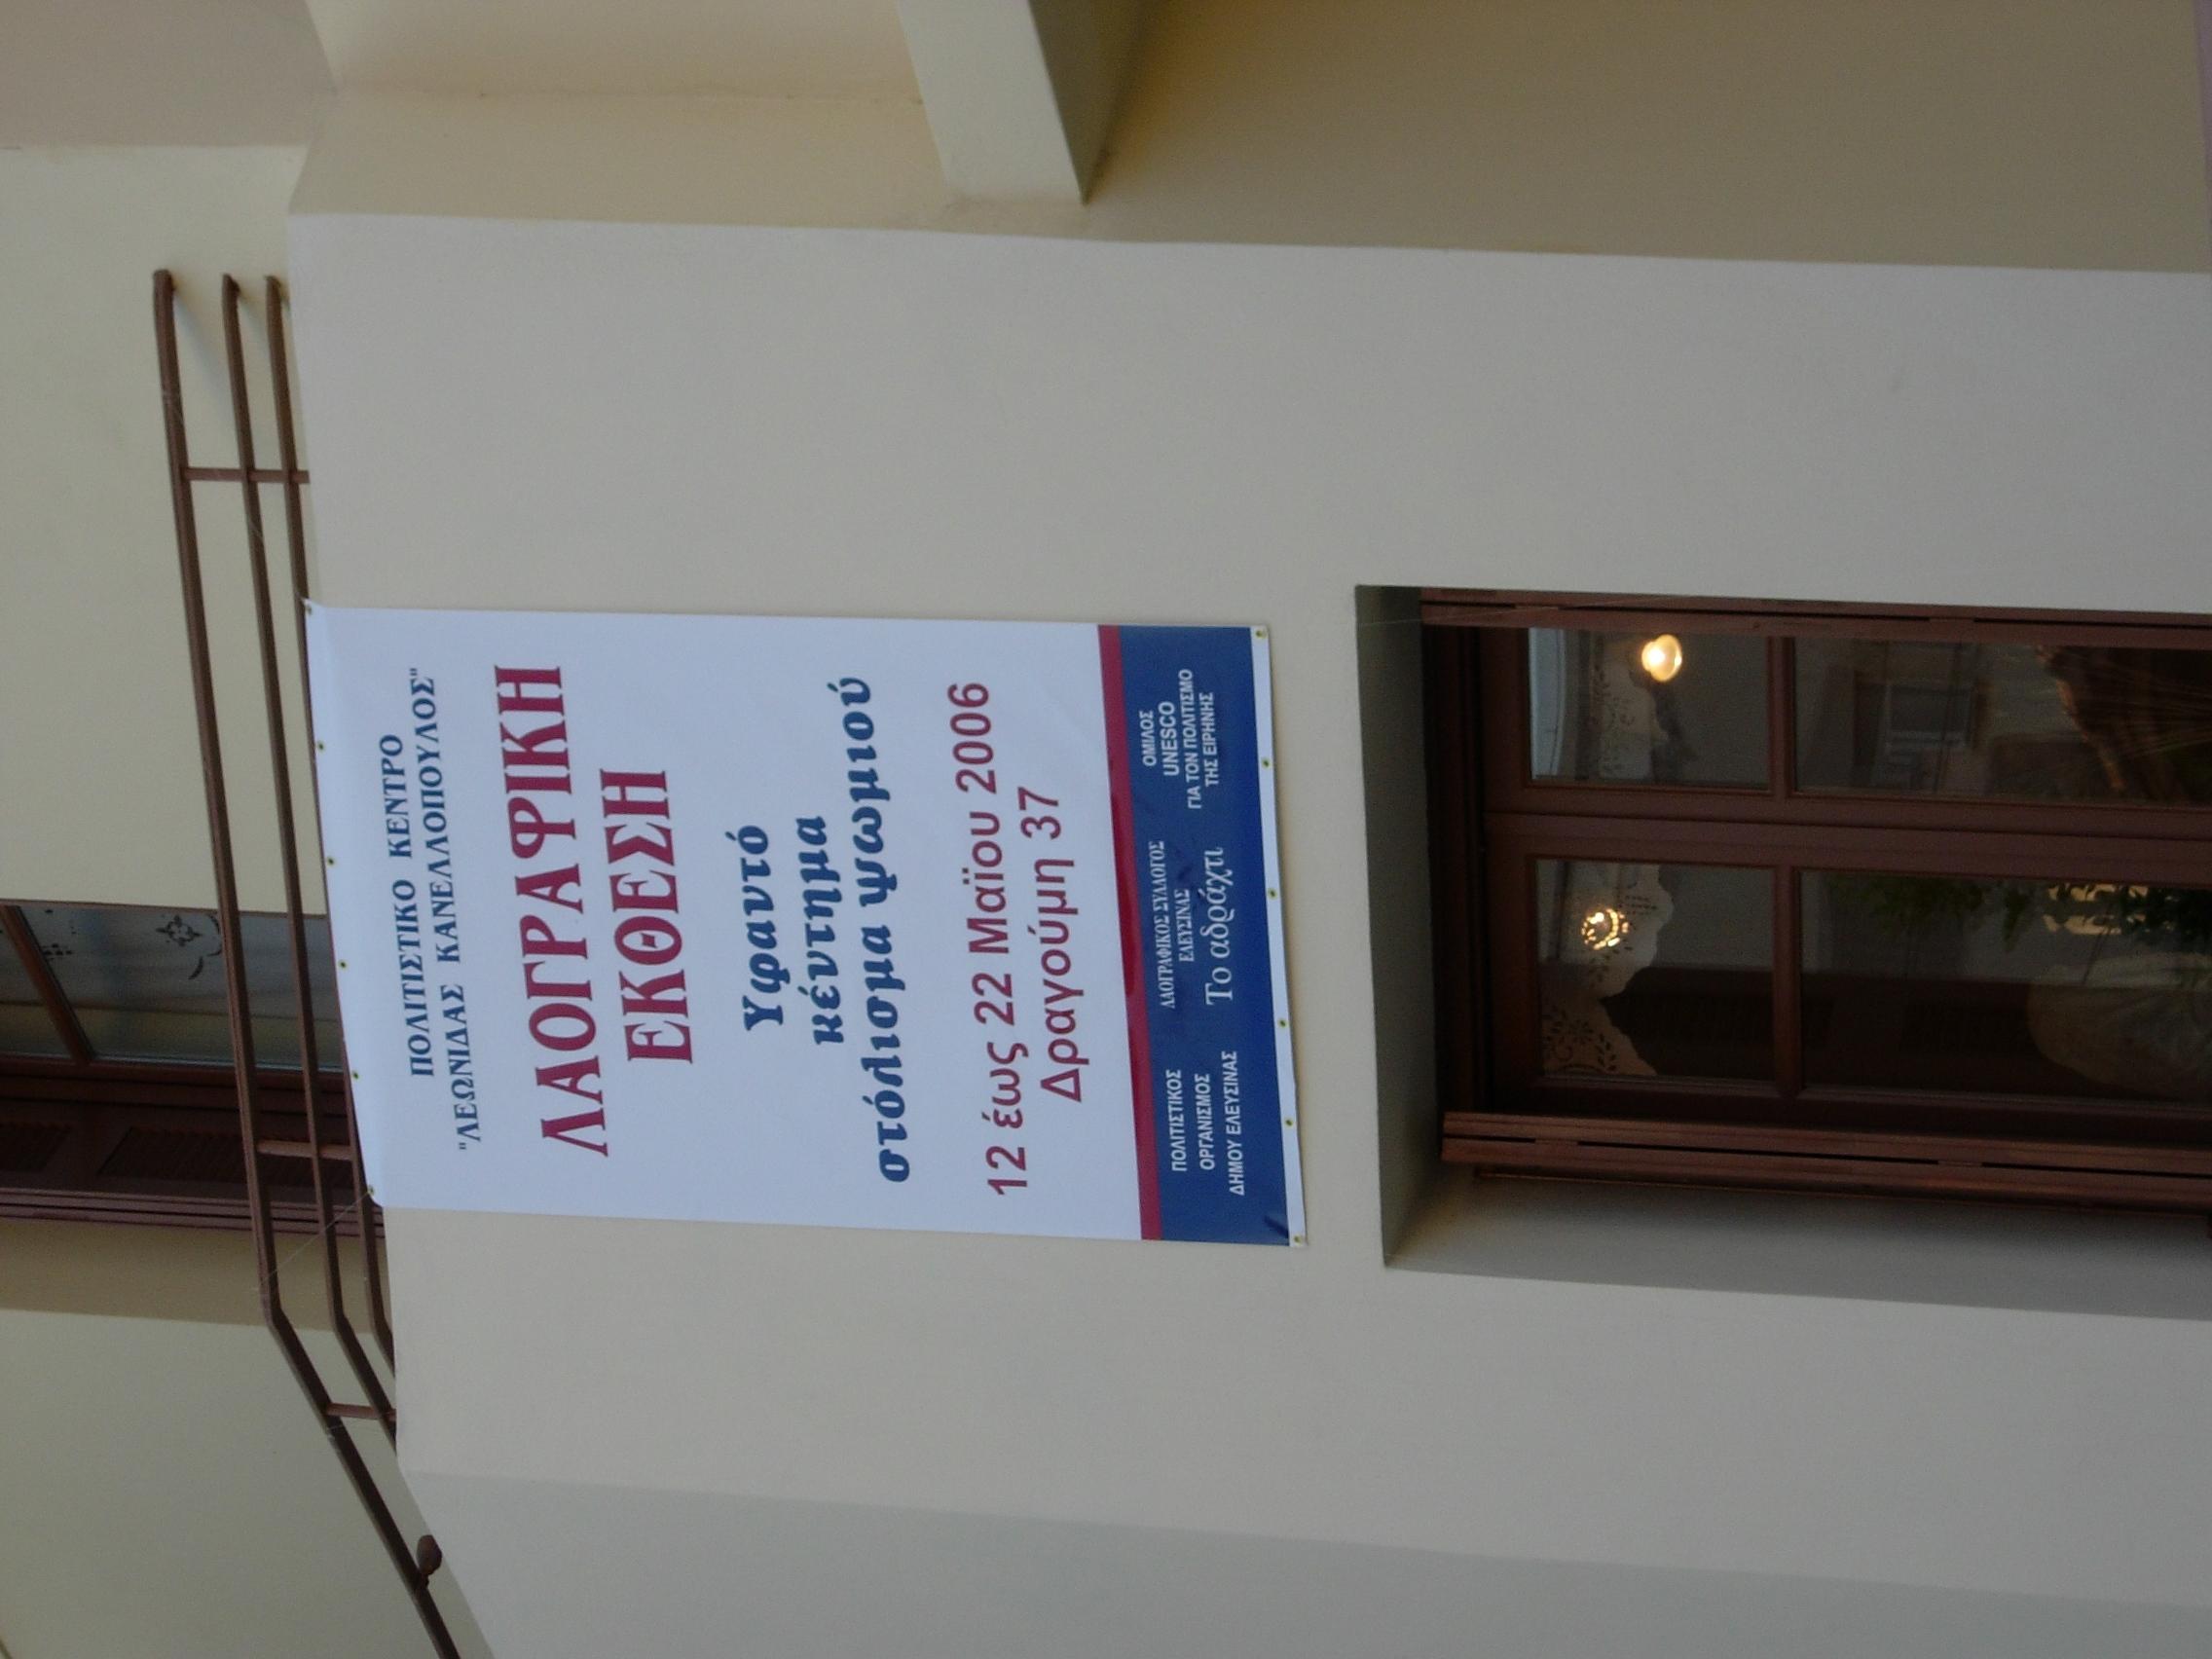 ΠΟΛΙΤΙΣΤΙΚΟ ΚΕΝΤΡΟ
"ΛΕΩΝΙΔΑΣ ΚΑΝΕΛΛΟΠΟΥΛΟΣ"
ΛΑΟΓΡΑΦΙΚΗ
ΕΚΘΕΣΗ
Υφαντό
κέντημα
στόλισμα ψωμιού
12 έως 22 Μαΐου 2006
Δραγούμη 37
ΠΟΛΙΤΙΣΤΙΚΟΣ
ΟΡΓΑΝΙΣΜΟΣ
ΔΗΜΟΥ ΕΛΕΥΣΙΝΑΣ
ΛΑΟΓΡΑΦΙΚΟΣ ΣΥΛΛΟΓΟΣ
ΕΛΕΥΣΙΝΑΣ
Το αδράχτι
ΟΜΙΛΟΣ
UNESCO
ΓΙΑ ΤΟΝ ΠΟΛΙΤΙΣΜΟ
ΤΗΣ ΕΙΡΗΝΗΣ